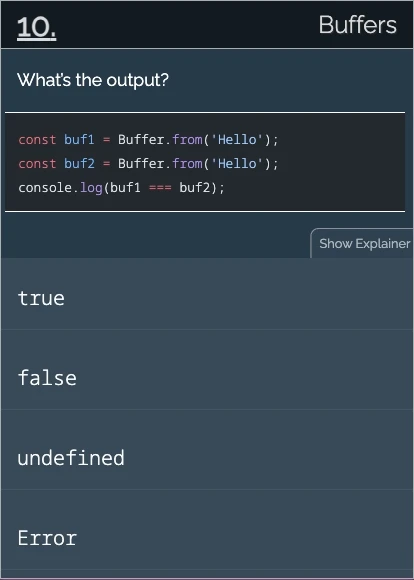 10.
Buffers
What's the output?
const buf1 = Buffer.from('Hello');
const buf2 = Buffer.from('Hello');
console.log(buf1 === buf2);
Show Explainer
true
false
undefined
Error